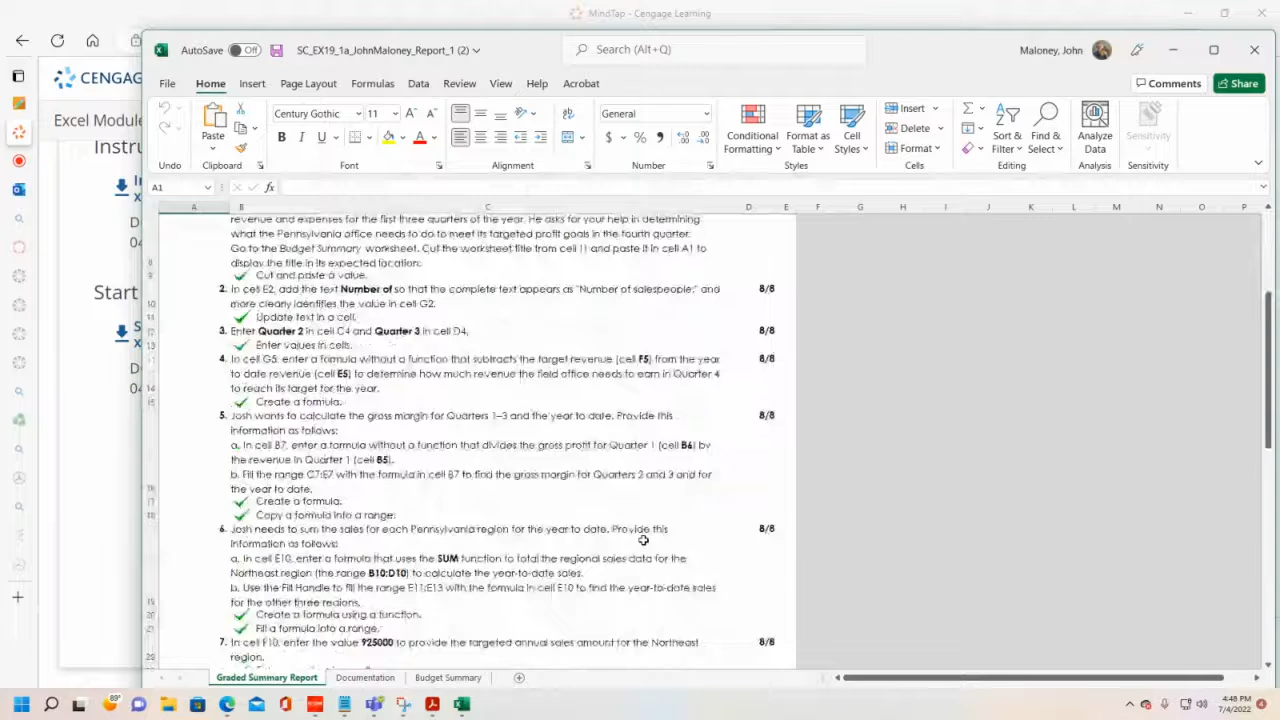 MindTap - Cengage Learning
AutoSave Off SC_EX19_1a_JohnMaloney_Report_1 (2) Search (Alt+Q) Maloney, John
File Home Insert Page Layout Formulas Data Review View Help Acrobat Comments Share
CENGAG
Excel Module
Instru
Start
Century Gothic 11 General
Paste
B I U A $ % 9
Conditional Formatting Format as Table Cell Styles
Insert
Delete
Format
Sort & Filter Find & Select Analyze Data Sensitivity
Undo Clipboard Font Alignment Number Styles Cells Editing Analysis Sensitivity
A1 fx
A B C D E F G H I J K L M N O P
revenue and expenses for the first three quarters of the year. He asks for your help in determining
what the Pennsylvania office needs to do to meet its targeted profit goals in the fourth quarter.
Go to the Budget Summary worksheet. Cut the worksheet title from cell I1 and paste it in cell A1 to
display the title in its expected location.
Cut and paste a value.
2. In cell E2, add the text Number of so that the complete text appears as "Number of salespeople:" and 8/8
more clearly identifies the value in cell G2.
Update text in a cell.
3. Enter Quarter 2 in cell C4 and Quarter 3 in cell D4. 8/8
Enter values in cells.
4. In cell G5, enter a formula without a function that subtracts the target revenue (cell F5) from the year 8/8
to date revenue (cell E5) to determine how much revenue the field office needs to earn in Quarter 4
to reach its target for the year.
Create a formula.
5. Josh wants to calculate the gross margin for Quarters 1–3 and the year to date. Provide this 8/8
information as follows:
a. In cell B7, enter a formula without a function that divides the gross profit for Quarter 1 (cell B6) by
the revenue in Quarter 1 (cell B5).
b. Fill the range C7:E7 with the formula in cell B7 to find the gross margin for Quarters 2 and 3 and for
the year to date.
Create a formula.
Copy a formula into a range.
6. Josh needs to sum the sales for each Pennsylvania region for the year to date. Provide this 8/8
information as follows:
a. In cell E10, enter a formula that uses the SUM function to total the regional sales data for the
Northeast region (the range B10:D10) to calculate the year-to-date sales.
b. Use the Fill Handle to fill the range E11:E13 with the formula in cell E10 to find the year-to-date sales
for the other three regions.
Create a formula using a function.
Fill a formula into a range.
7. In cell F10, enter the value 925000 to provide the targeted annual sales amount for the Northeast 8/8
region.
Graded Summary Report Documentation Budget Summary
89°
4:48 PM
7/4/2022